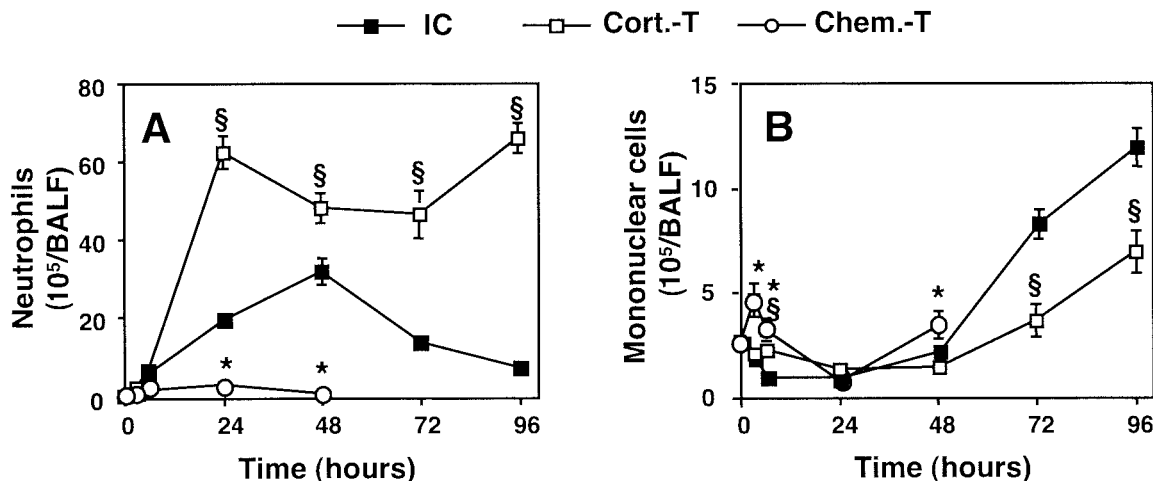 IC Cort.-T Chem.-T
A
Neutrophils
(10⁵/BALF)
80
60
40
20
0
§ § § §
* *
0 24 48 72 96
Time (hours)
B
Mononuclear cells
(10⁵/BALF)
15
10
5
0
* * § * § §
0 24 48 72 96
Time (hours)